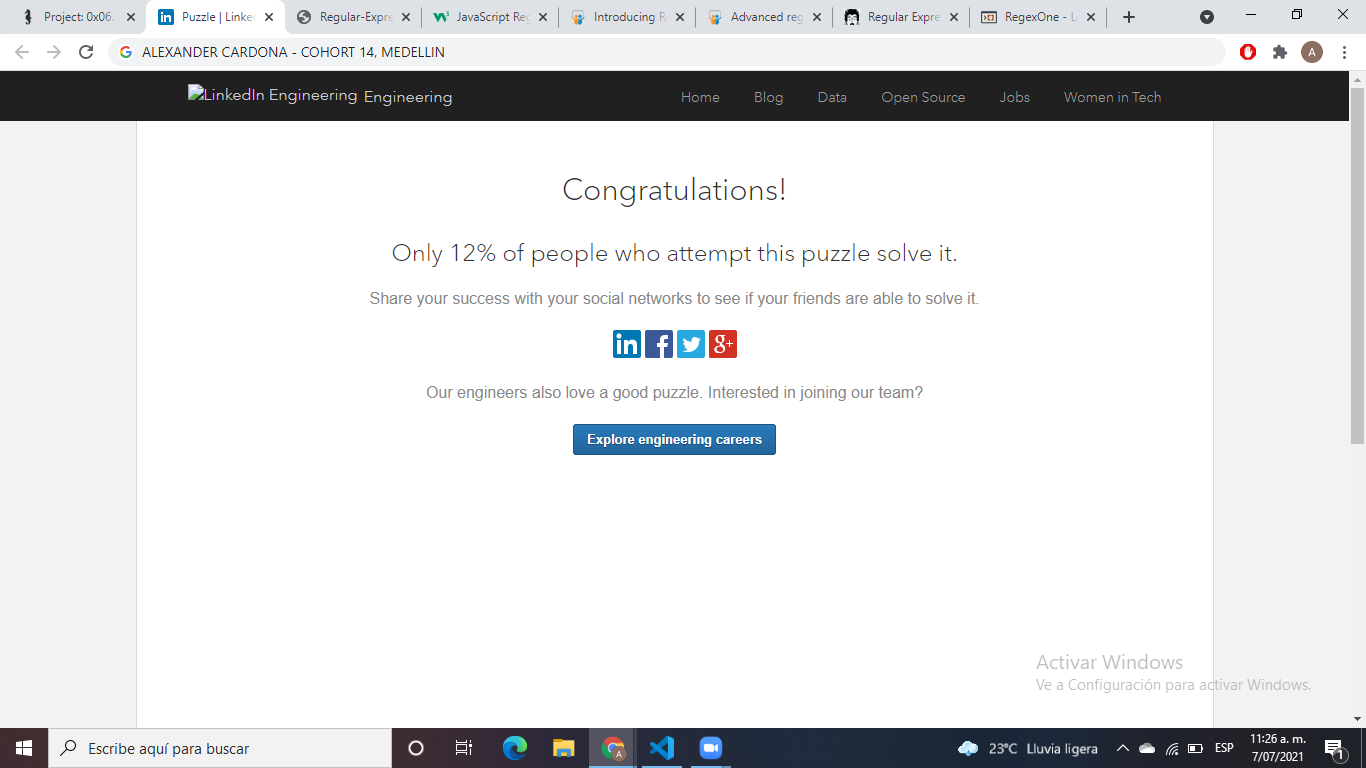 Project: 0x06.
Puzzle | Linke
Regular-Expre
JavaScript Reg
Introducing R
Advanced reg
Regular Expre
RegexOne - L
ALEXANDER CARDONA - COHORT 14, MEDELLIN
A
LinkedIn Engineering Engineering
Home
Blog
Data
Open Source
Jobs
Women in Tech
Congratulations!
Only 12% of people who attempt this puzzle solve it.
Share your success with your social networks to see if your friends are able to solve it.
in f g+
Our engineers also love a good puzzle. Interested in joining our team?
Explore engineering careers
Activar Windows
Ve a Configuración para activar Windows.
Escribe aquí para buscar
A
23°C Lluvia ligera
ESP
11:26 a. m.
7/07/2021
1